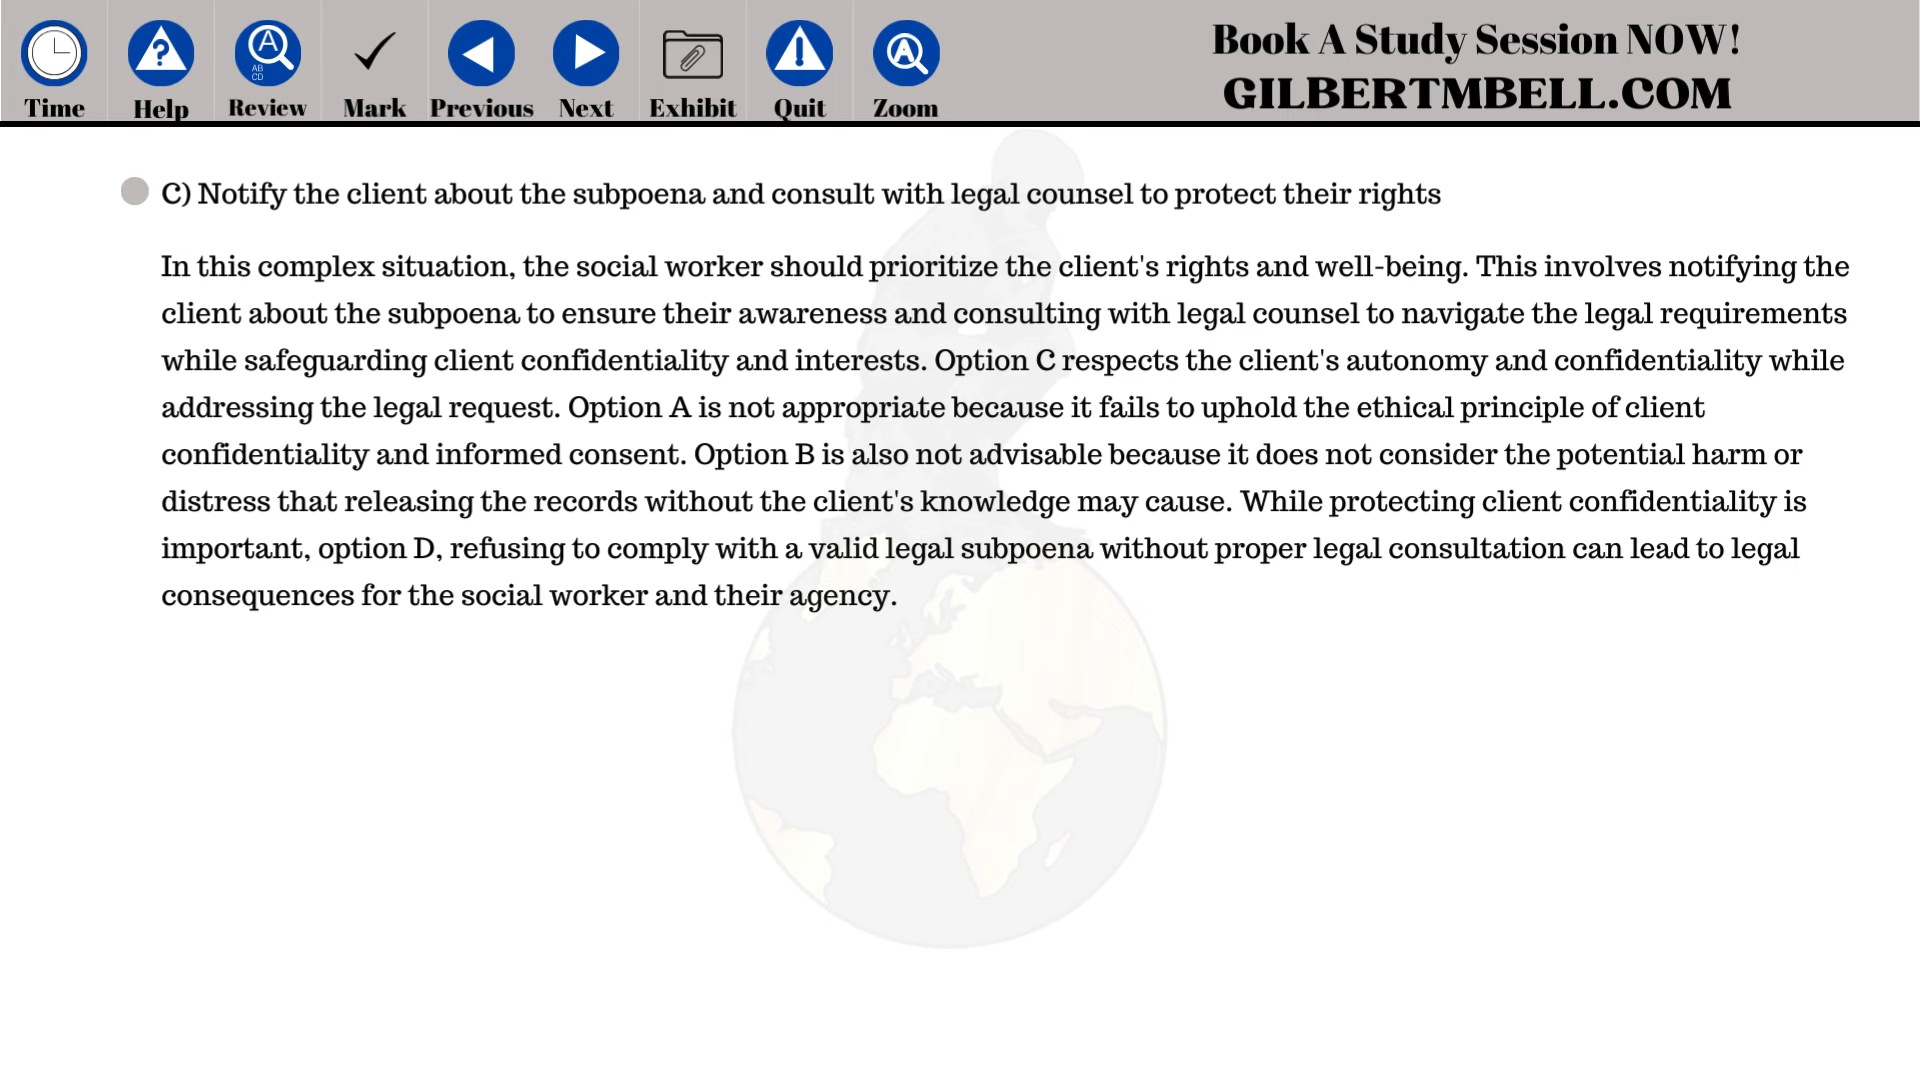 Book A Study Session NOW!
GILBERTMBELL.COM
A
AB
CD
?
!
A
Time Help Review Mark Previous Next Exhibit Quit Zoom
C) Notify the client about the subpoena and consult with legal counsel to protect their rights
In this complex situation, the social worker should prioritize the client's rights and well-being. This involves notifying the
client about the subpoena to ensure their awareness and consulting with legal counsel to navigate the legal requirements
while safeguarding client confidentiality and interests. Option C respects the client's autonomy and confidentiality while
addressing the legal request. Option A is not appropriate because it fails to uphold the ethical principle of client
confidentiality and informed consent. Option B is also not advisable because it does not consider the potential harm or
distress that releasing the records without the client's knowledge may cause. While protecting client confidentiality is
important, option D, refusing to comply with a valid legal subpoena without proper legal consultation can lead to legal
consequences for the social worker and their agency.